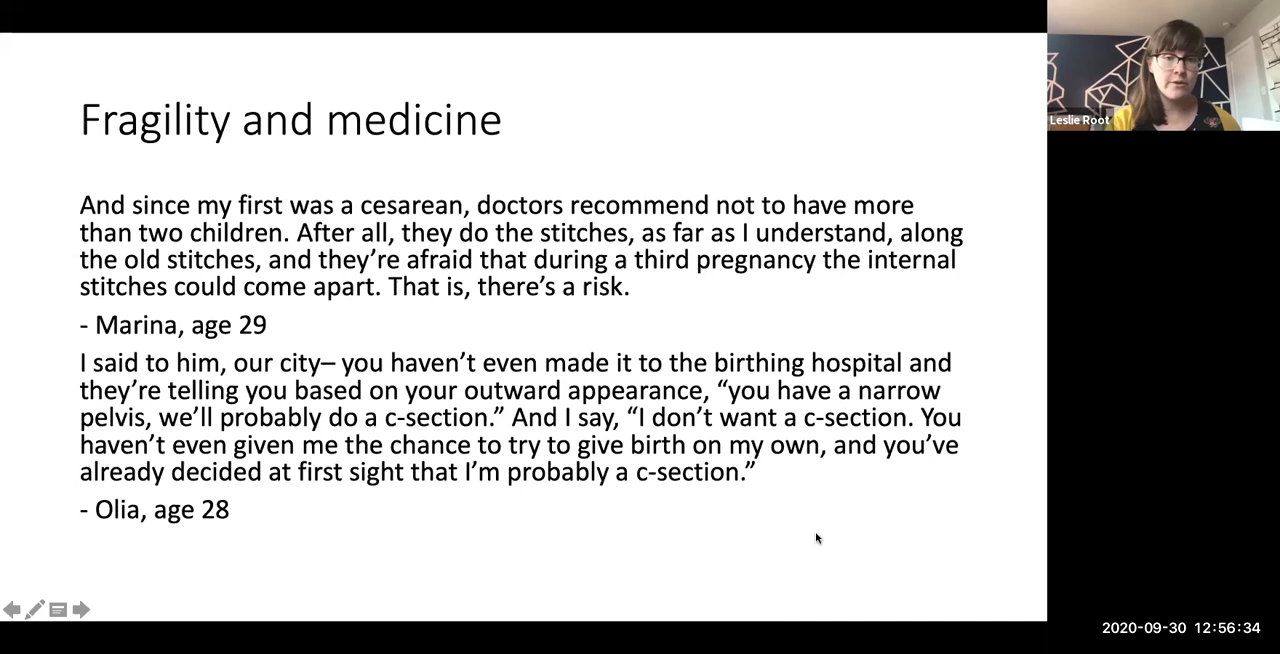 Fragility and medicine
And since my first was a cesarean, doctors recommend not to have more
than two children. After all, they do the stitches, as far as I understand, along
the old stitches, and they’re afraid that during a third pregnancy the internal
stitches could come apart. That is, there’s a risk.
- Marina, age 29
I said to him, our city– you haven’t even made it to the birthing hospital and
they’re telling you based on your outward appearance, “you have a narrow
pelvis, we’ll probably do a c-section.” And I say, “I don’t want a c-section. You
haven’t even given me the chance to try to give birth on my own, and you’ve
already decided at first sight that I’m probably a c-section.”
- Olia, age 28
Leslie Root
2020-09-30 12:56:34